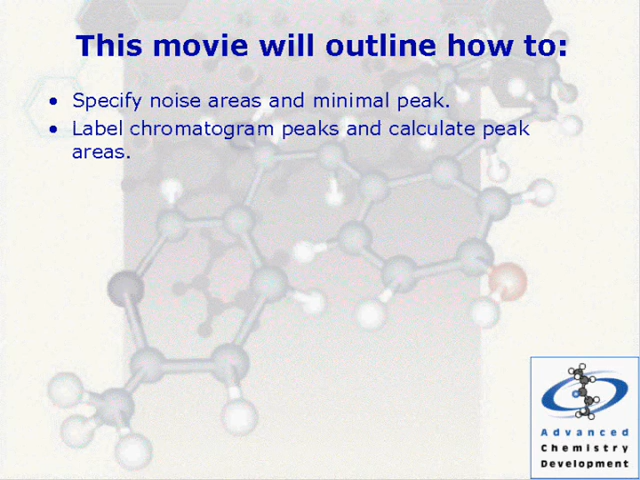 This movie will outline how to:
• Specify noise areas and minimal peak.
• Label chromatogram peaks and calculate peak
areas.
Advanced
Chemistry
Development